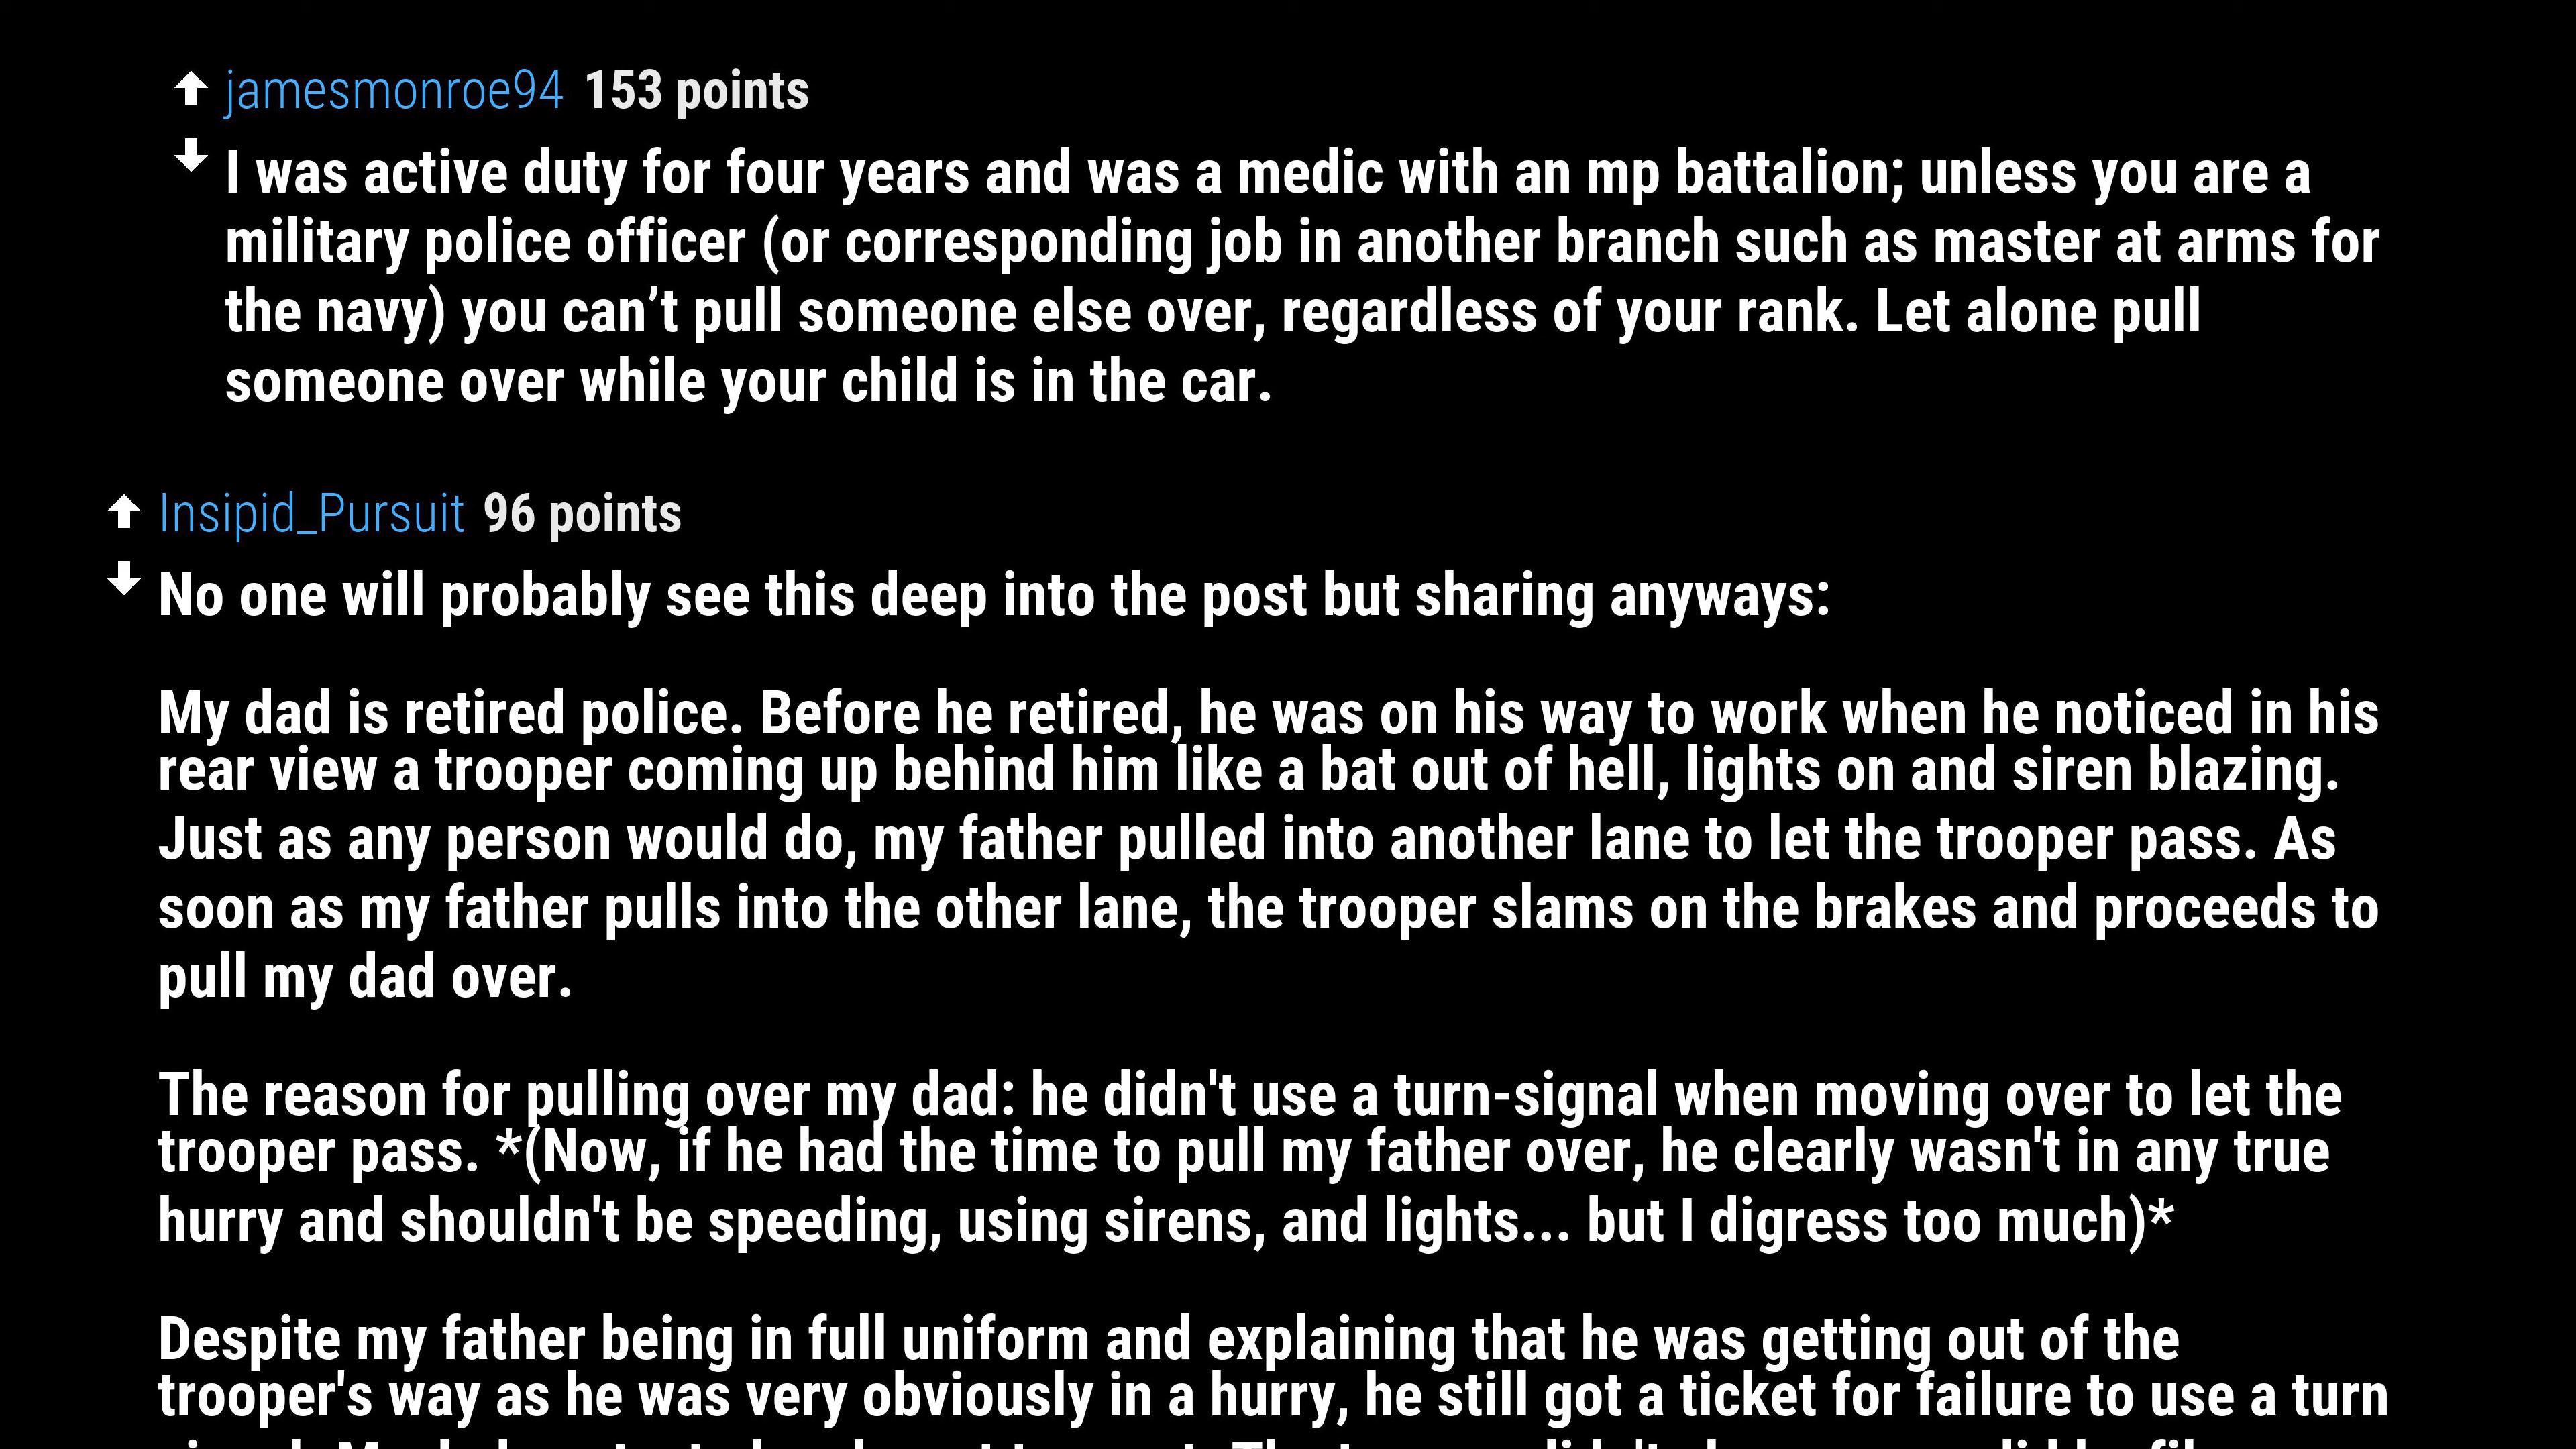 jamesmonroe94 153 points
I was active duty for four years and was a medic with an mp battalion; unless you are a
military police officer (or corresponding job in another branch such as master at arms for
the navy) you can’t pull someone else over, regardless of your rank. Let alone pull
someone over while your child is in the car.
Insipid_Pursuit 96 points
No one will probably see this deep into the post but sharing anyways:
My dad is retired police. Before he retired, he was on his way to work when he noticed in his
rear view a trooper coming up behind him like a bat out of hell, lights on and siren blazing.
Just as any person would do, my father pulled into another lane to let the trooper pass. As
soon as my father pulls into the other lane, the trooper slams on the brakes and proceeds to
pull my dad over.
The reason for pulling over my dad: he didn't use a turn-signal when moving over to let the
trooper pass. *(Now, if he had the time to pull my father over, he clearly wasn't in any true
hurry and shouldn't be speeding, using sirens, and lights... but I digress too much)*
Despite my father being in full uniform and explaining that he was getting out of the
trooper's way as he was very obviously in a hurry, he still got a ticket for failure to use a turn